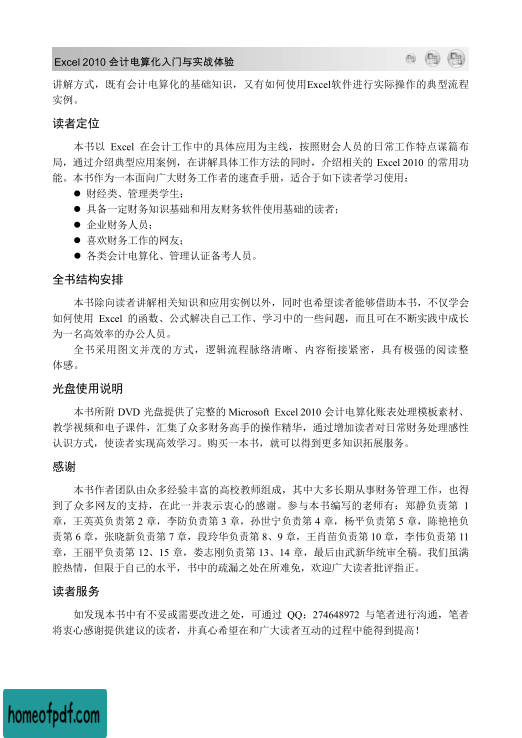 Excel 2010 会计电算化入门与实战体验
讲解方式，既有会计电算化的基础知识，又有如何使用Excel软件进行实际操作的典型流程
实例。
读者定位
本书以 Excel 在会计工作中的具体应用为主线，按照财会人员的日常工作特点谋篇布
局，通过介绍典型应用案例，在讲解具体工作方法的同时，介绍相关的 Excel 2010 的常用功
能。本书作为一本面向广大财务工作者的速查手册，适合于如下读者学习使用：
● 财经类、管理类学生；
● 具备一定财务知识基础和用友财务软件使用基础的读者；
● 企业财务人员；
● 喜欢财务工作的网友；
● 各类会计电算化、管理认证备考人员。
全书结构安排
本书除向读者讲解相关知识和应用实例以外，同时也希望读者能够借助本书，不仅学会
如何使用 Excel 的函数、公式解决自己工作、学习中的一些问题，而且可在不断实践中成长
为一名高效率的办公人员。
全书采用图文并茂的方式，逻辑流程脉络清晰、内容衔接紧密，具有极强的阅读整
体感。
光盘使用说明
本书所附 DVD 光盘提供了完整的 Microsoft Excel 2010 会计电算化账表处理模板素材、
教学视频和电子课件，汇集了众多财务高手的操作精华，通过增加读者对日常财务处理感性
认识方式，使读者实现高效学习。购买一本书，就可以得到更多知识拓展服务。
感谢
本书作者团队由众多经验丰富的高校教师组成，其中大多长期从事财务管理工作，也得
到了众多网友的支持，在此一并表示衷心的感谢。参与本书编写的老师有：郑静负责第 1
章，王英英负责第 2 章，李防负责第 3 章，孙世宁负责第 4 章，杨平负责第 5 章，陈艳艳负
责第 6 章，张晓新负责第 7 章，段玲华负责第 8、9 章，王肖苗负责第 10 章，李伟负责第 11
章，王丽平负责第 12、15 章，娄志刚负责第 13、14 章，最后由武新华统审全稿。我们虽满
腔热情，但限于自己的水平，书中的疏漏之处在所难免，欢迎广大读者批评指正。
读者服务
如发现本书中有不妥或需要改进之处，可通过 QQ：274648972 与笔者进行沟通，笔者
将衷心感谢提供建议的读者，并真心希望在和广大读者互动的过程中能得到提高！
homeofpdf.com